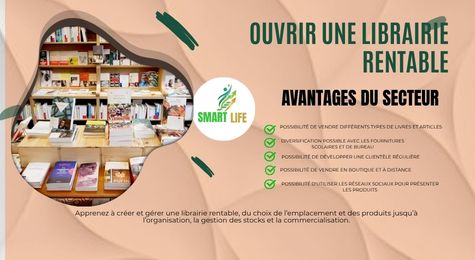 OUVRIR UNE LIBRAIRIE
RENTABLE
AVANTAGES DU SECTEUR
SMART LIFE
POSSIBILITÉ DE VENDRE DIFFÉRENTS TYPES DE LIVRES ET ARTICLES
DIVERSIFICATION POSSIBLE AVEC LES FOURNITURES
SCOLAIRES ET DE BUREAU
POSSIBILITÉ DE DÉVELOPPER UNE CLIENTÈLE RÉGULIÈRE
POSSIBILITÉ DE VENDRE EN BOUTIQUE ET À DISTANCE
POSSIBILITÉ D'UTILISER LES RÉSEAUX SOCIAUX POUR PRÉSENTER
LES PRODUITS
Apprenez à créer et gérer une librairie rentable, du choix de l'emplacement et des produits jusqu'à
l'organisation, la gestion des stocks et la commercialisation.